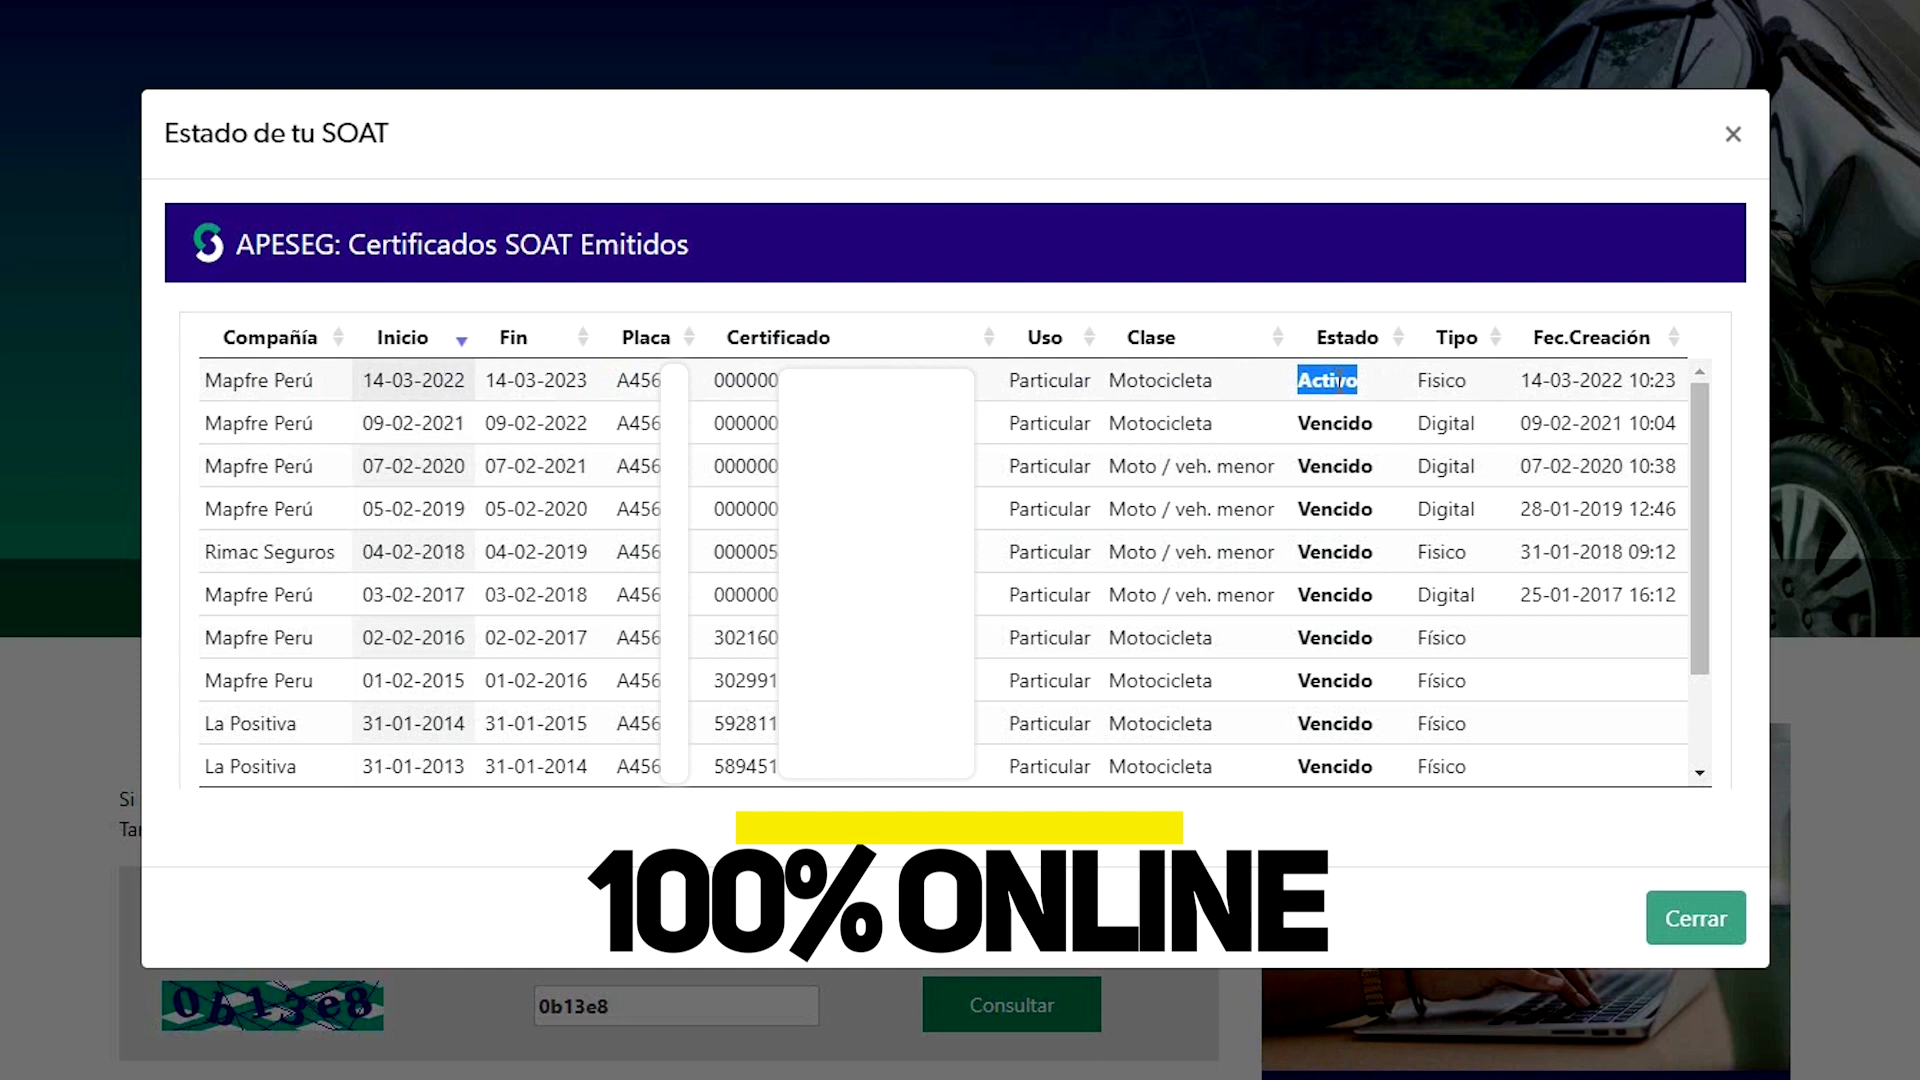 Estado de tu SOAT ×
APESEG: Certificados SOAT Emitidos
Compañía Inicio Fin Placa Certificado Uso Clase Estado Tipo Fec.Creación
Mapfre Perú 14-03-2022 14-03-2023 A456 000000 Particular Motocicleta Activo Fisico 14-03-2022 10:23
Mapfre Perú 09-02-2021 09-02-2022 A456 000000 Particular Motocicleta Vencido Digital 09-02-2021 10:04
Mapfre Perú 07-02-2020 07-02-2021 A456 000000 Particular Moto / veh. menor Vencido Digital 07-02-2020 10:38
Mapfre Perú 05-02-2019 05-02-2020 A456 000000 Particular Moto / veh. menor Vencido Digital 28-01-2019 12:46
Rimac Seguros 04-02-2018 04-02-2019 A456 000005 Particular Moto / veh. menor Vencido Fisico 31-01-2018 09:12
Mapfre Perú 03-02-2017 03-02-2018 A456 000000 Particular Moto / veh. menor Vencido Digital 25-01-2017 16:12
Mapfre Peru 02-02-2016 02-02-2017 A456 302160 Particular Motocicleta Vencido Físico
Mapfre Peru 01-02-2015 01-02-2016 A456 302991 Particular Motocicleta Vencido Físico
La Positiva 31-01-2014 31-01-2015 A456 592811 Particular Motocicleta Vencido Físico
La Positiva 31-01-2013 31-01-2014 A456 589451 Particular Motocicleta Vencido Físico
Si
100% ONLINE
Cerrar
0b13e8 0b13e8 Consultar